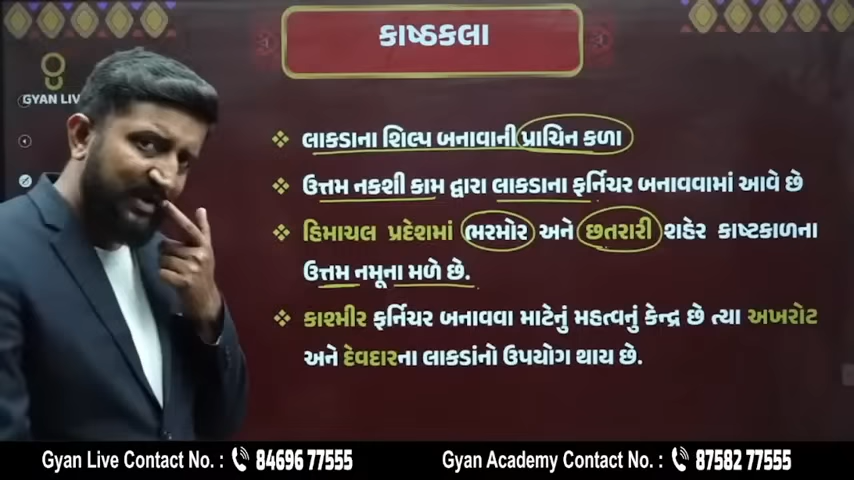 કાષ્ઠકલા
GYAN LIV
લાકડાના શિલ્પ બનાવાની પ્રાચિન કળા
ઉત્તમ નકશી કામ દ્વારા લાકડાના ફર્નિચર બનાવવામાં આવે છે
હિમાચલ પ્રદેશમાં ભરમોર અને છતરારી શહેર કાષ્ટકાળના
ઉત્તમ નમૂના મળે છે.
કાશ્મીર ફર્નિચર બનાવવા માટેનું મહત્વનું કેન્દ્ર છે ત્યા અખરોટ
અને દેવદારના લાકડાંનો ઉપયોગ થાય છે.
Gyan Live Contact No. : 84696 77555
Gyan Academy Contact No. : 87582 77555